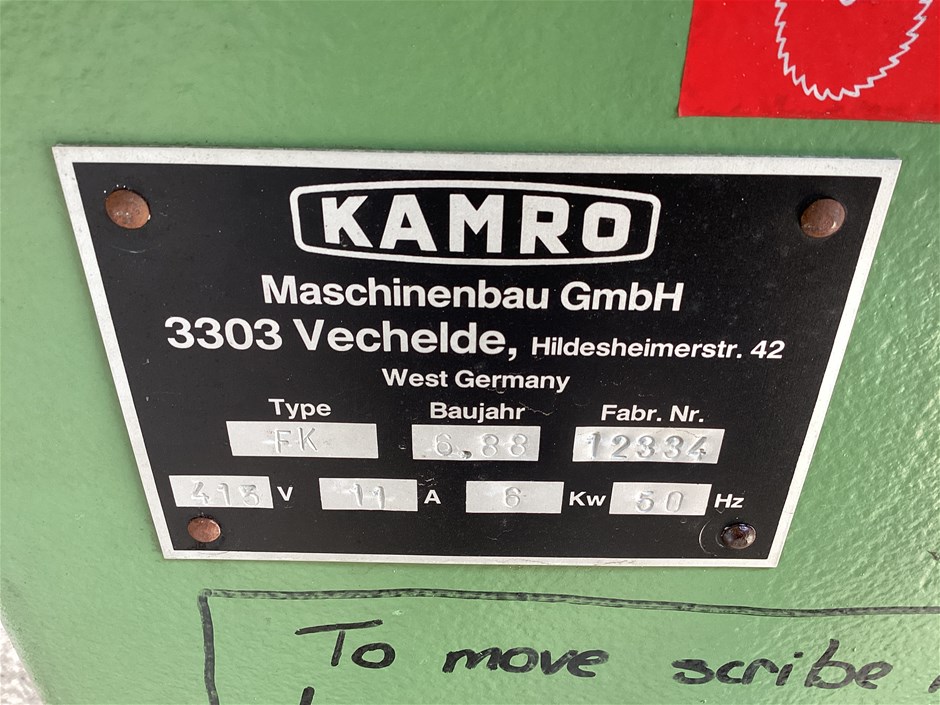 KAMRO
Maschinenbau GmbH
3303 Vechelde, Hildesheimerstr. 42
West Germany
Type Baujahr Fabr. Nr.
FK 6.88 12334
415 V 11 A 6 Kw 50 Hz
To move scribe